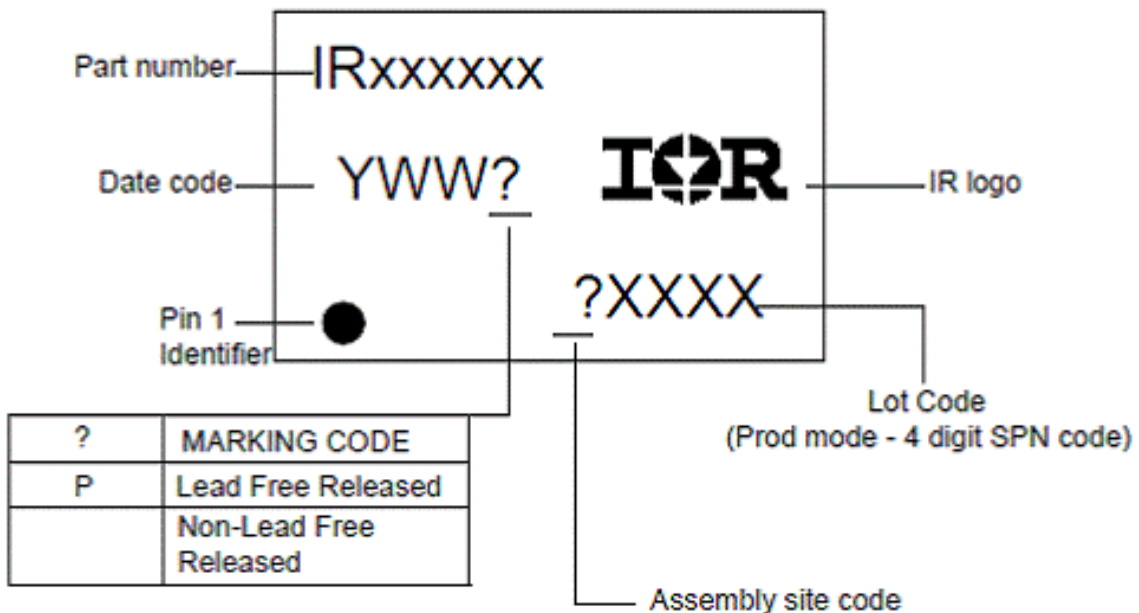 Part number
IRxxxxxx
Date code
YWW?
IOR
IR logo
Pin 1
Identifier
?XXXX
Lot Code
(Prod mode - 4 digit SPN code)
? MARKING CODE
P Lead Free Released
Non-Lead Free
Released
Assembly site code